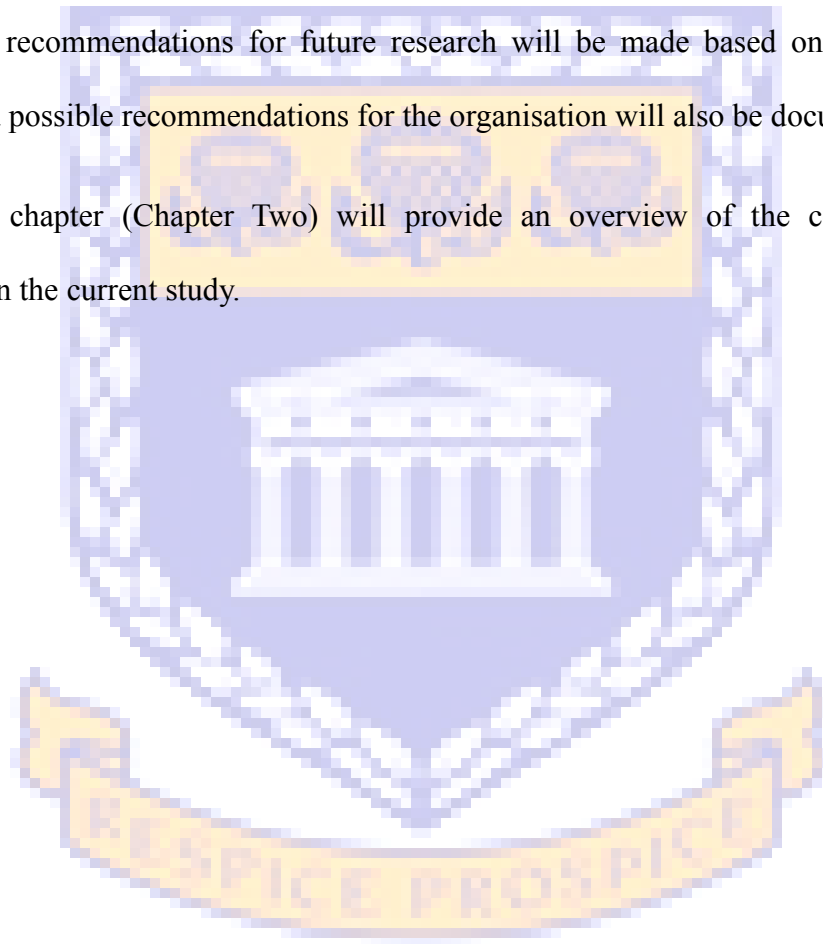 recommendations for future research will be made based on
possible recommendations for the organisation will also be docu
chapter (Chapter Two) will provide an overview of the c
n the current study.
RESPICE PROSPICE